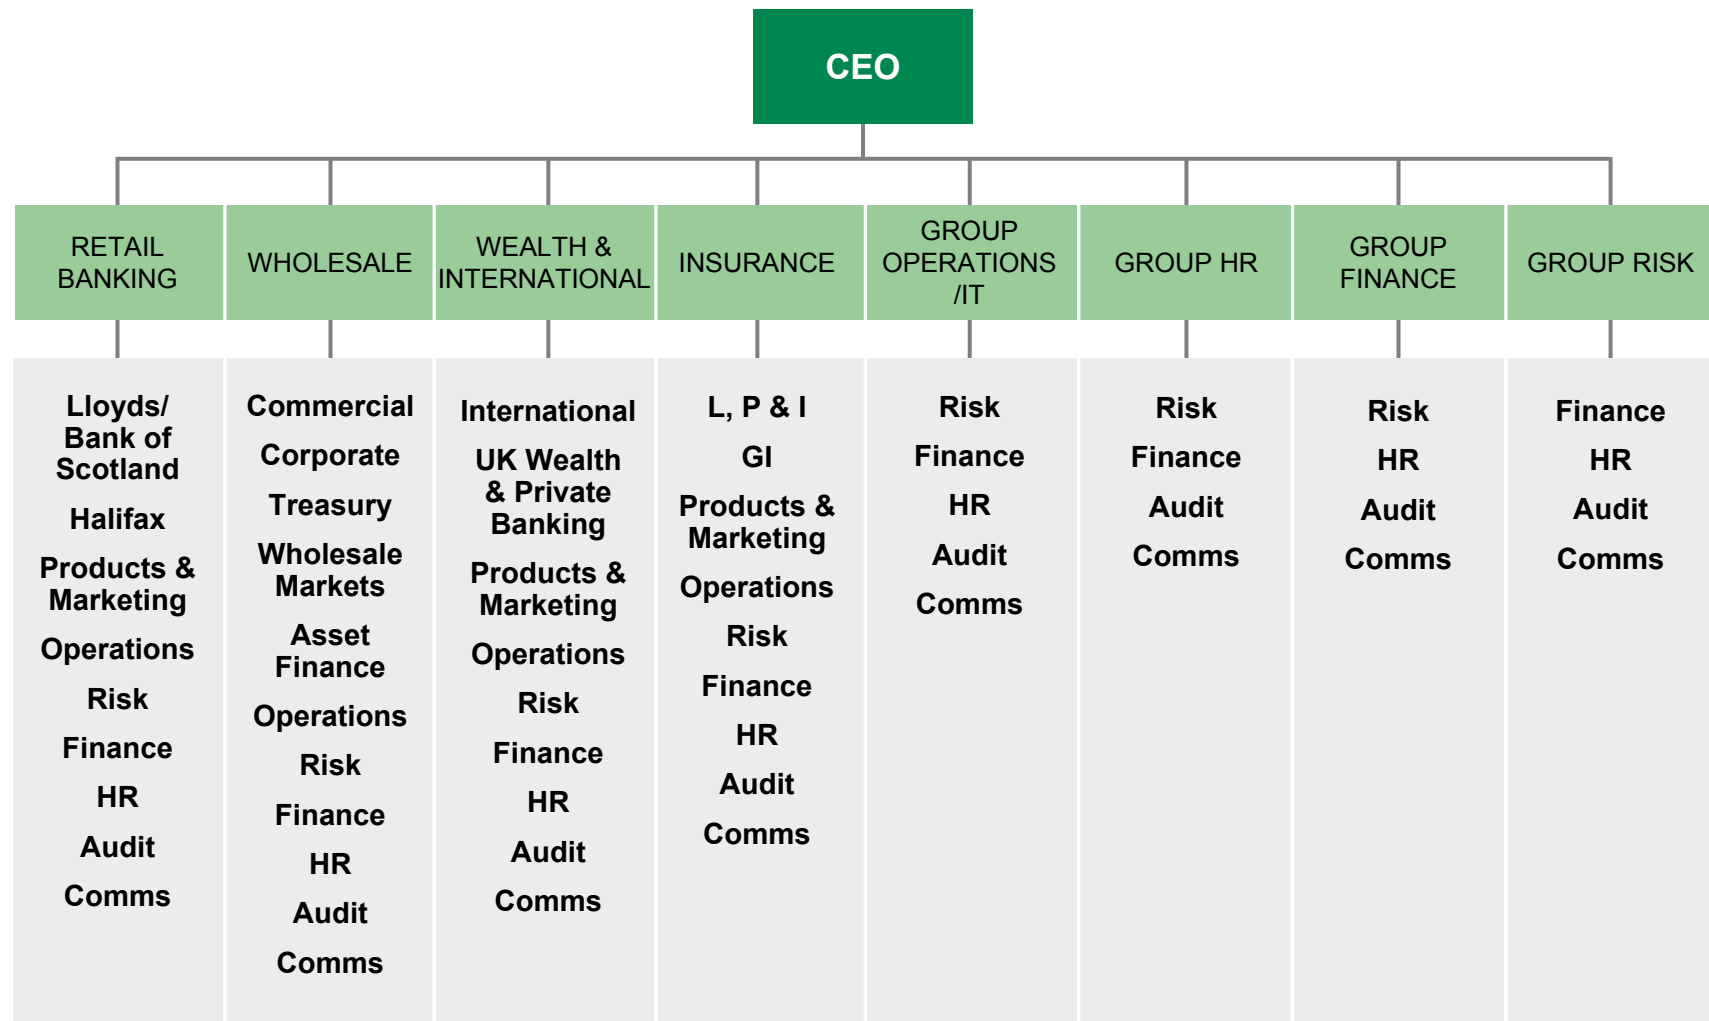 CEO
RETAIL
BANKING
WHOLESALE
WEALTH &
INTERNATIONAL
INSURANCE
GROUP
OPERATIONS
/IT
GROUP HR
GROUP
FINANCE
GROUP RISK
Lloyds/
Bank of
Scotland
Halifax
Products &
Marketing
Operations
Risk
Finance
HR
Audit
Comms
Commercial
Corporate
Treasury
Wholesale
Markets
Asset
Finance
Operations
Risk
Finance
HR
Audit
Comms
International
UK Wealth
& Private
Banking
Products &
Marketing
Operations
Risk
Finance
HR
Audit
Comms
L, P & I
GI
Products &
Marketing
Operations
Risk
Finance
HR
Audit
Comms
Risk
Finance
HR
Audit
Comms
Risk
Finance
Audit
Comms
Risk
HR
Audit
Comms
Finance
HR
Audit
Comms